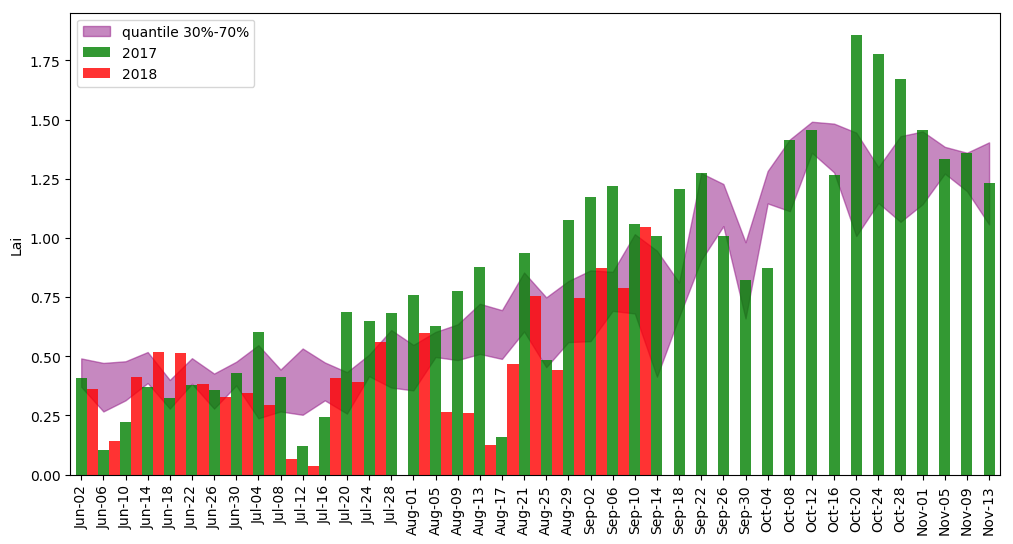 quantile 30%-70%
2017
2018
Lai
1.75
1.50
1.25
1.00
0.75
0.50
0.25
0.00
Jun-02
Jun-06
Jun-10
Jun-14
Jun-18
Jun-22
Jun-26
Jun-30
Jul-04
Jul-08
Jul-12
Jul-16
Jul-20
Jul-24
Jul-28
Aug-01
Aug-05
Aug-09
Aug-13
Aug-17
Aug-21
Aug-25
Aug-29
Sep-02
Sep-06
Sep-10
Sep-14
Sep-18
Sep-22
Sep-26
Sep-30
Oct-04
Oct-08
Oct-12
Oct-16
Oct-20
Oct-24
Oct-28
Nov-01
Nov-05
Nov-09
Nov-13